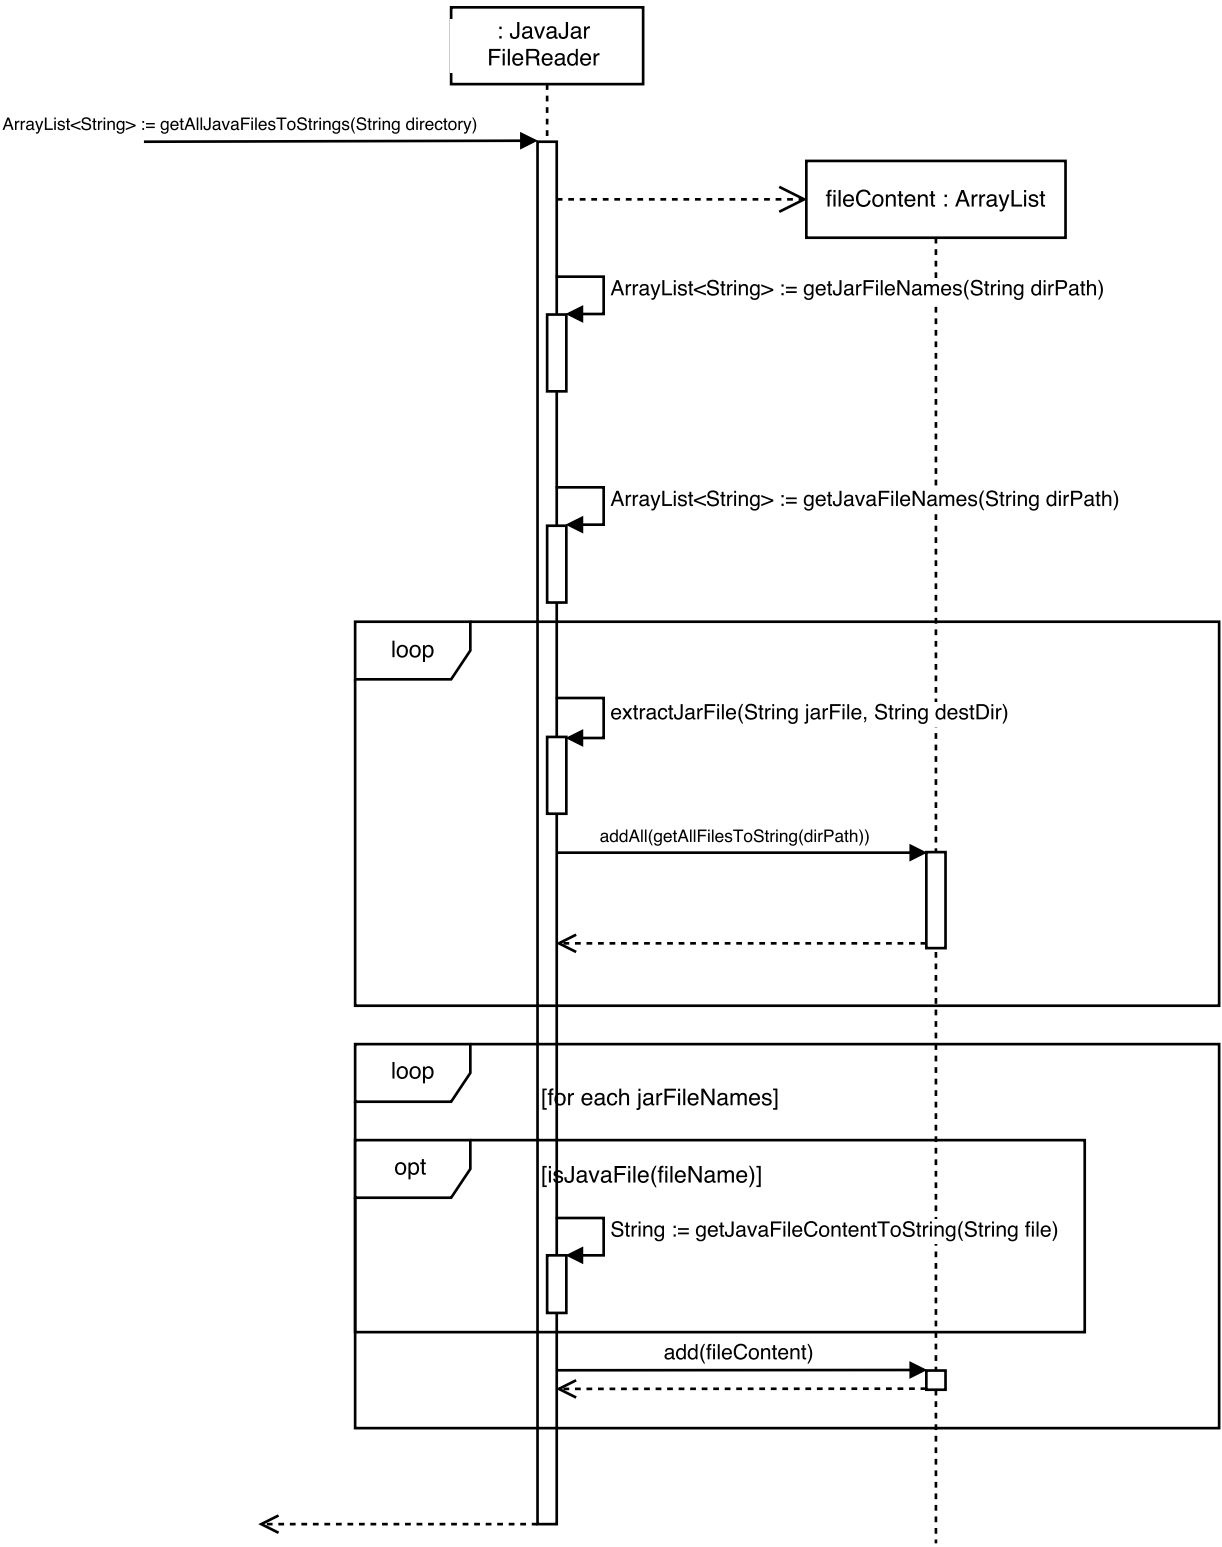 : JavaJar
FileReader
ArrayList<String> := getAllJavaFilesToStrings(String directory)
fileContent : ArrayList
ArrayList<String> := getJarFileNames(String dirPath)
ArrayList<String> := getJavaFileNames(String dirPath)
loop
extractJarFile(String jarFile, String destDir)
addAll(getAllFilesToString(dirPath))
loop
[for each jarFileNames]
opt
[isJavaFile(fileName)]
String := getJavaFileContentToString(String file)
add(fileContent)